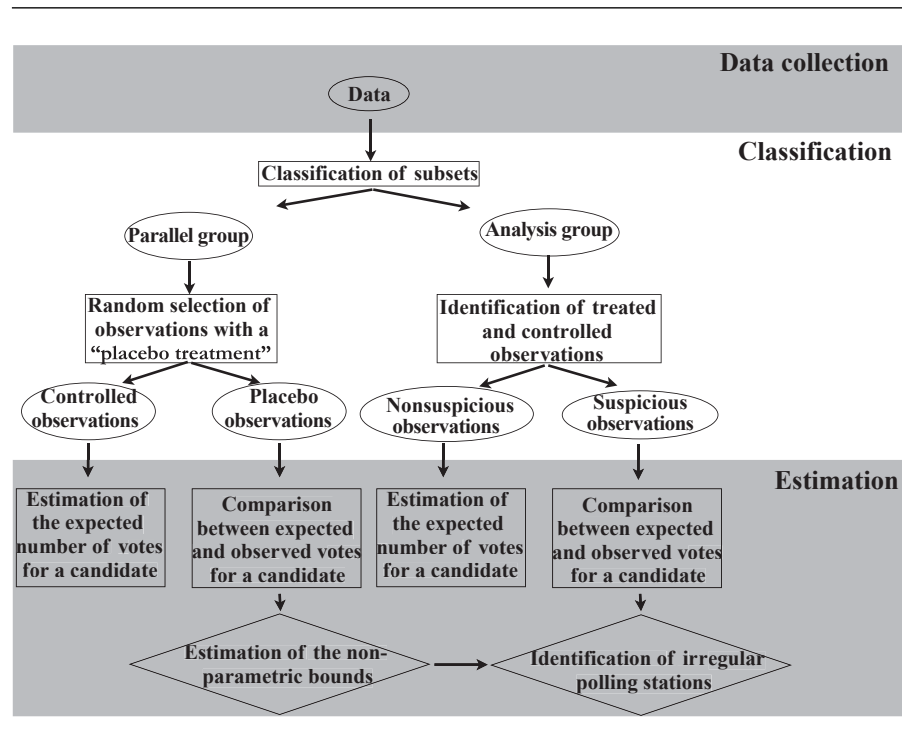 Data collection
Data
Classification
Classification of subsets
Parallel group
Analysis group
Random selection of
observations with a
“placebo treatment”
Identification of treated
and controlled
observations
Controlled
observations
Placebo
observations
Nonsuspicious
observations
Suspicious
observations
Estimation
Estimation of
the expected
number of votes
for a candidate
Comparison
between expected
and observed votes
for a candidate
Estimation of
the expected
number of votes
for a candidate
Comparison
between expected
and observed votes
for a candidate
Estimation of the non-
parametric bounds
Identification of irregular
polling stations